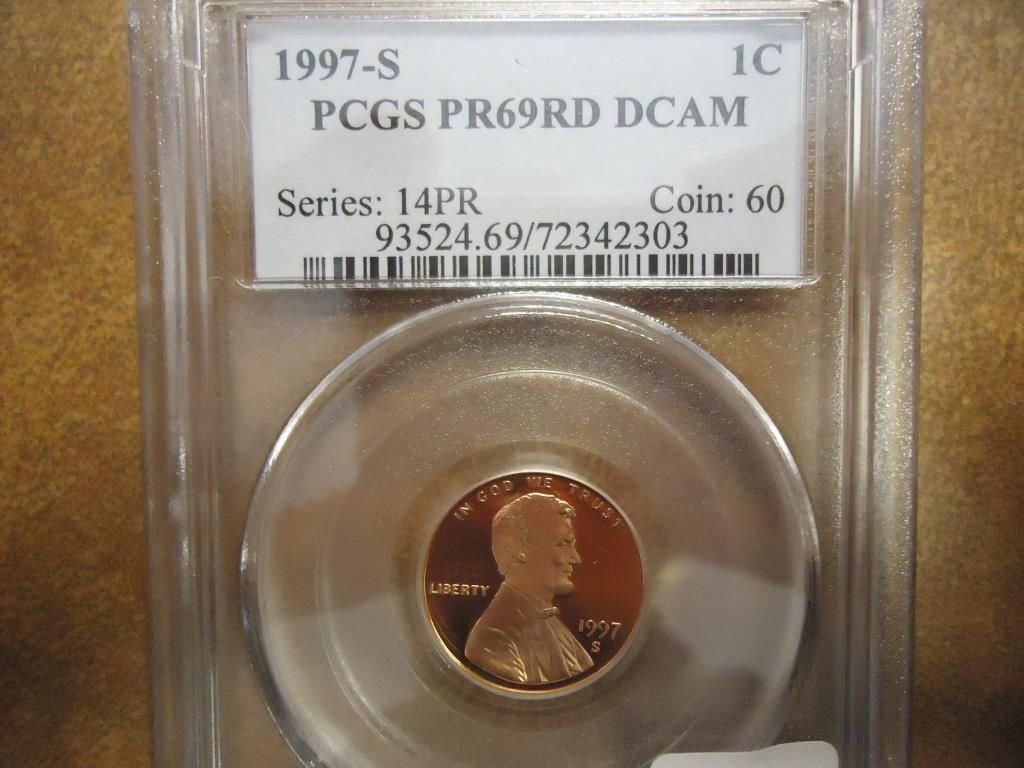 1997-S 1C
PCGS PR69RD DCAM
Series: 14PR Coin: 60
93524.69/72342303
IN GOD WE TRUST
LIBERTY
1997
S